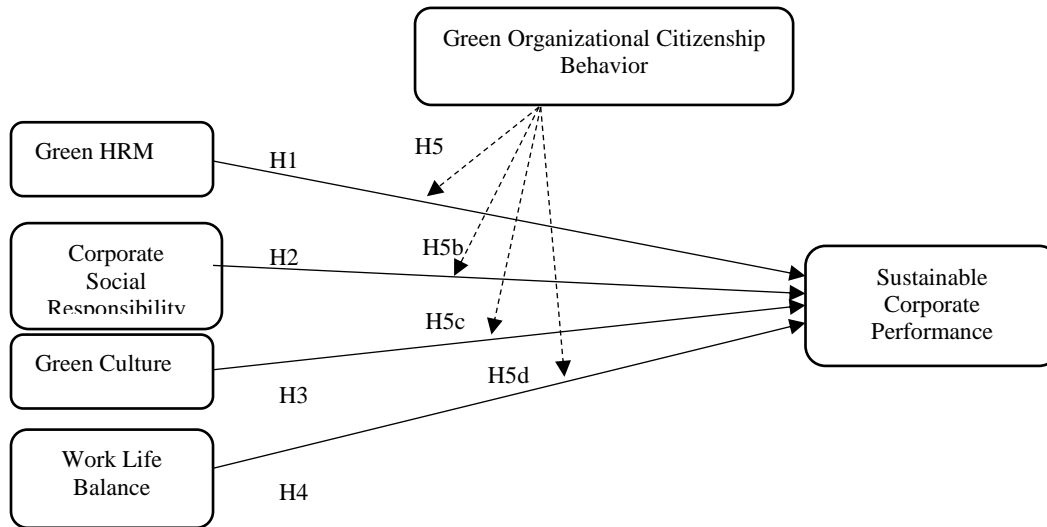 Green Organizational Citizenship
Behavior
Green HRM
H1
H5
Corporate
Social
Responsibility
H2
H5b
Sustainable
Corporate
Performance
H5c
Green Culture
H3
H5d
Work Life
Balance
H4